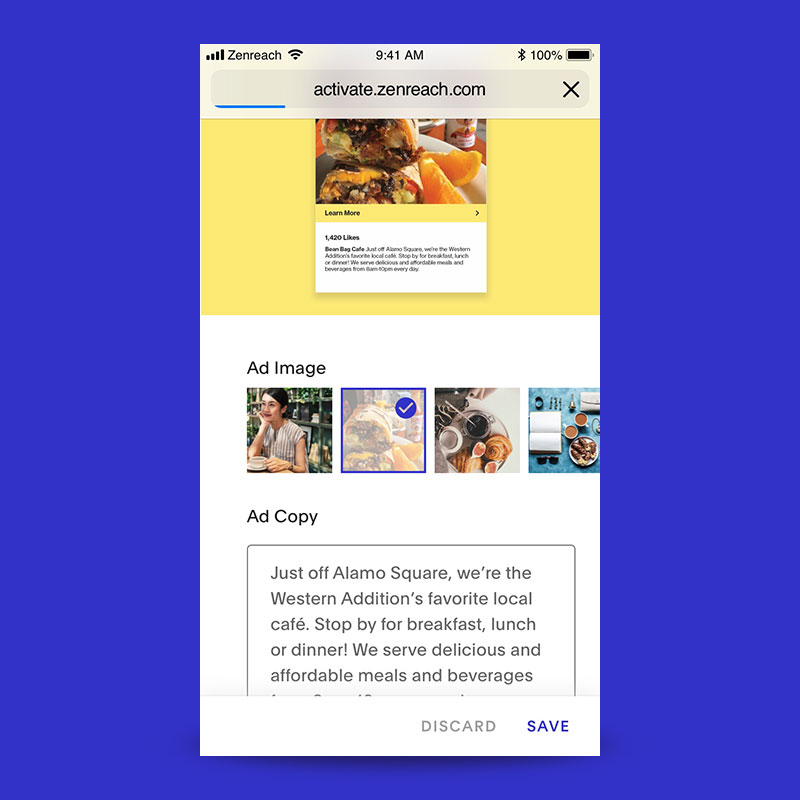 Zenreach 9:41 AM 100%
activate.zenreach.com
Learn More
1,420 Likes
Bean Bag Cafe Just off Alamo Square, we're the Western
Addition's favorite local café. Stop by for breakfast, lunch
or dinner! We serve delicious and affordable meals and
beverages from 8am-10pm every day.
Ad Image
Ad Copy
Just off Alamo Square, we're the
Western Addition's favorite local
café. Stop by for breakfast, lunch
or dinner! We serve delicious and
affordable meals and beverages
DISCARD SAVE